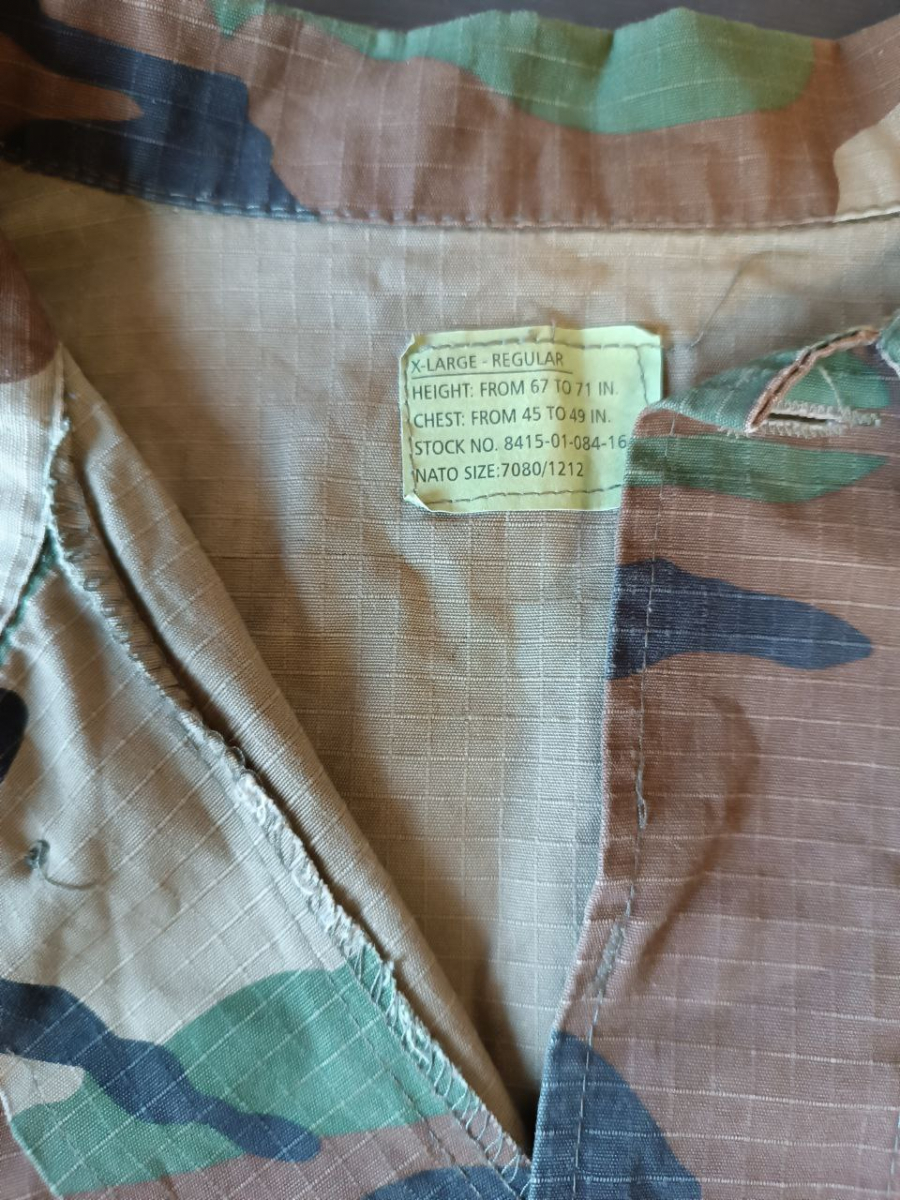 X-LARGE - REGULAR
HEIGHT: FROM 67 TO 71 IN.
CHEST: FROM 45 TO 49 IN.
STOCK NO. 8415-01-084-16
NATO SIZE:7080/1212